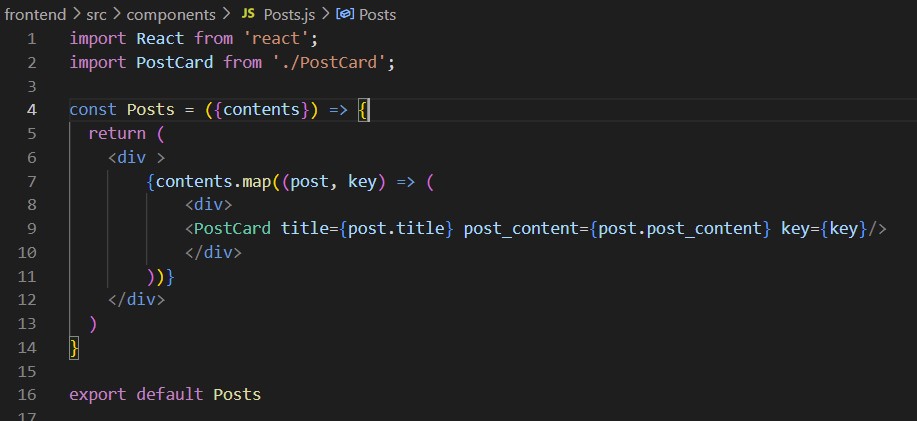 frontend > src > components > JS Posts.js > Posts
1 import React from 'react';
2 import PostCard from './PostCard';
3
4 const Posts = ({contents}) => {
5 return (
6 <div >
7 {contents.map((post, key) => (
8 <div>
9 <PostCard title={post.title} post_content={post.post_content} key={key}/>
10 </div>
11 ))}
12 </div>
13 )
14 }
15
16 export default Posts
17